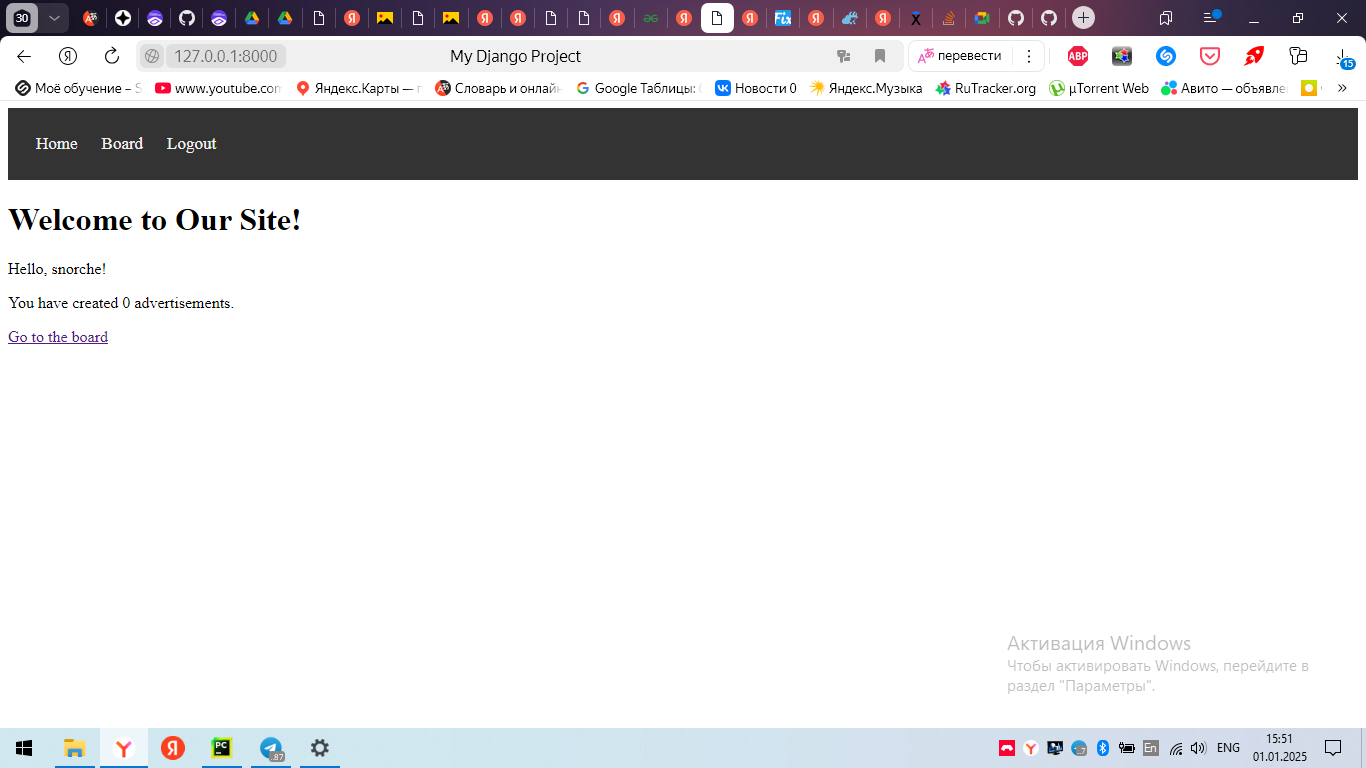 30
127.0.0.1:8000
My Django Project
перевести
ABP
15
Моё обучение – S
www.youtube.com
Яндекс.Карты — г
Словарь и онлайн
Google Таблицы:
Новости 0
Яндекс.Музыка
RuTracker.org
µTorrent Web
Авито — объявле
»
Home Board Logout
Welcome to Our Site!
Hello, snorche!
You have created 0 advertisements.
Go to the board
Активация Windows
Чтобы активировать Windows, перейдите в
раздел "Параметры".
PC
87
En
ENG
15:51
01.01.2025